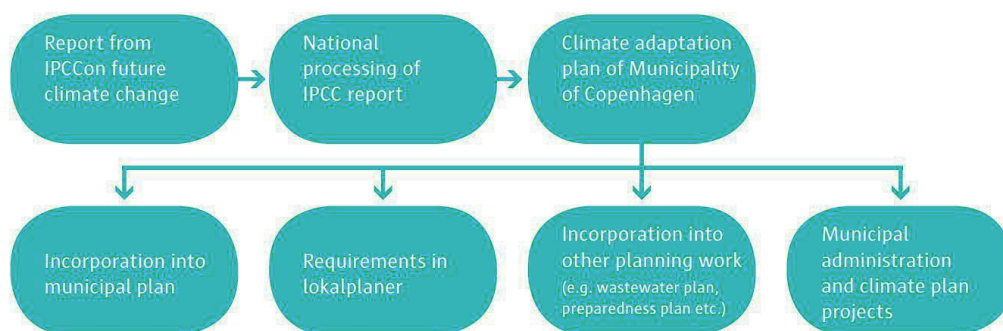 Report from
IPCCon future
climate change
National
processing of
IPCC report
Climate adaptation
plan of Municipality
of Copenhagen
Incorporation into
municipal plan
Requirements in
lokalplaner
Incorporation into
other planning work
(e.g. wastewater plan,
preparedness plan etc.)
Municipal
administration
and climate plan
projects